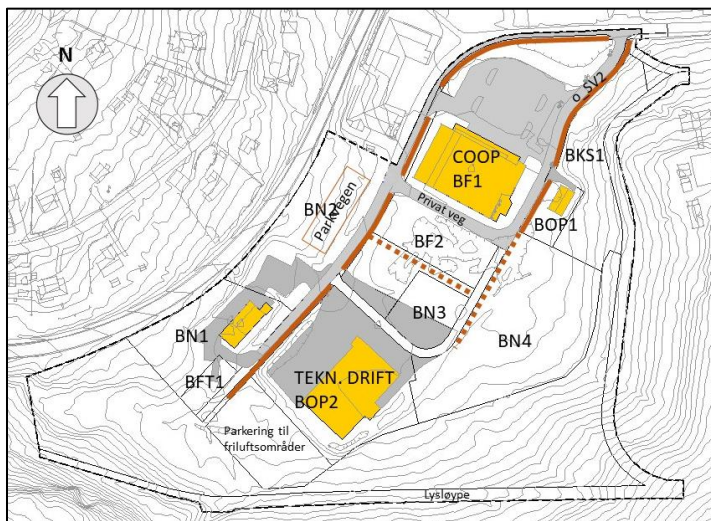 N
o_SV2
COOP
BF1
BKS1
BN2
Parkvegen
Privat veg
BOP1
BF2
BN3
BN1
BN4
BFT1
TEKN. DRIFT
BOP2
Parkering til
friluftsområder
Lysløype